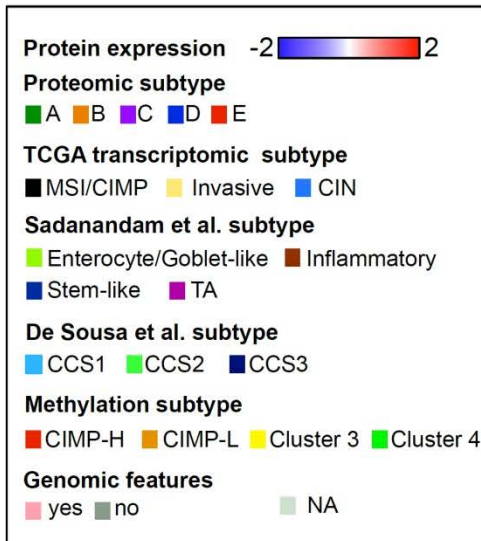 Protein expression -2 2
Proteomic subtype
A B C D E
TCGA transcriptomic subtype
MSI/CIMP Invasive CIN
Sadanandam et al. subtype
Enterocyte/Goblet-like Inflammatory
Stem-like TA
De Sousa et al. subtype
CCS1 CCS2 CCS3
Methylation subtype
CIMP-H CIMP-L Cluster 3 Cluster 4
Genomic features
yes no NA